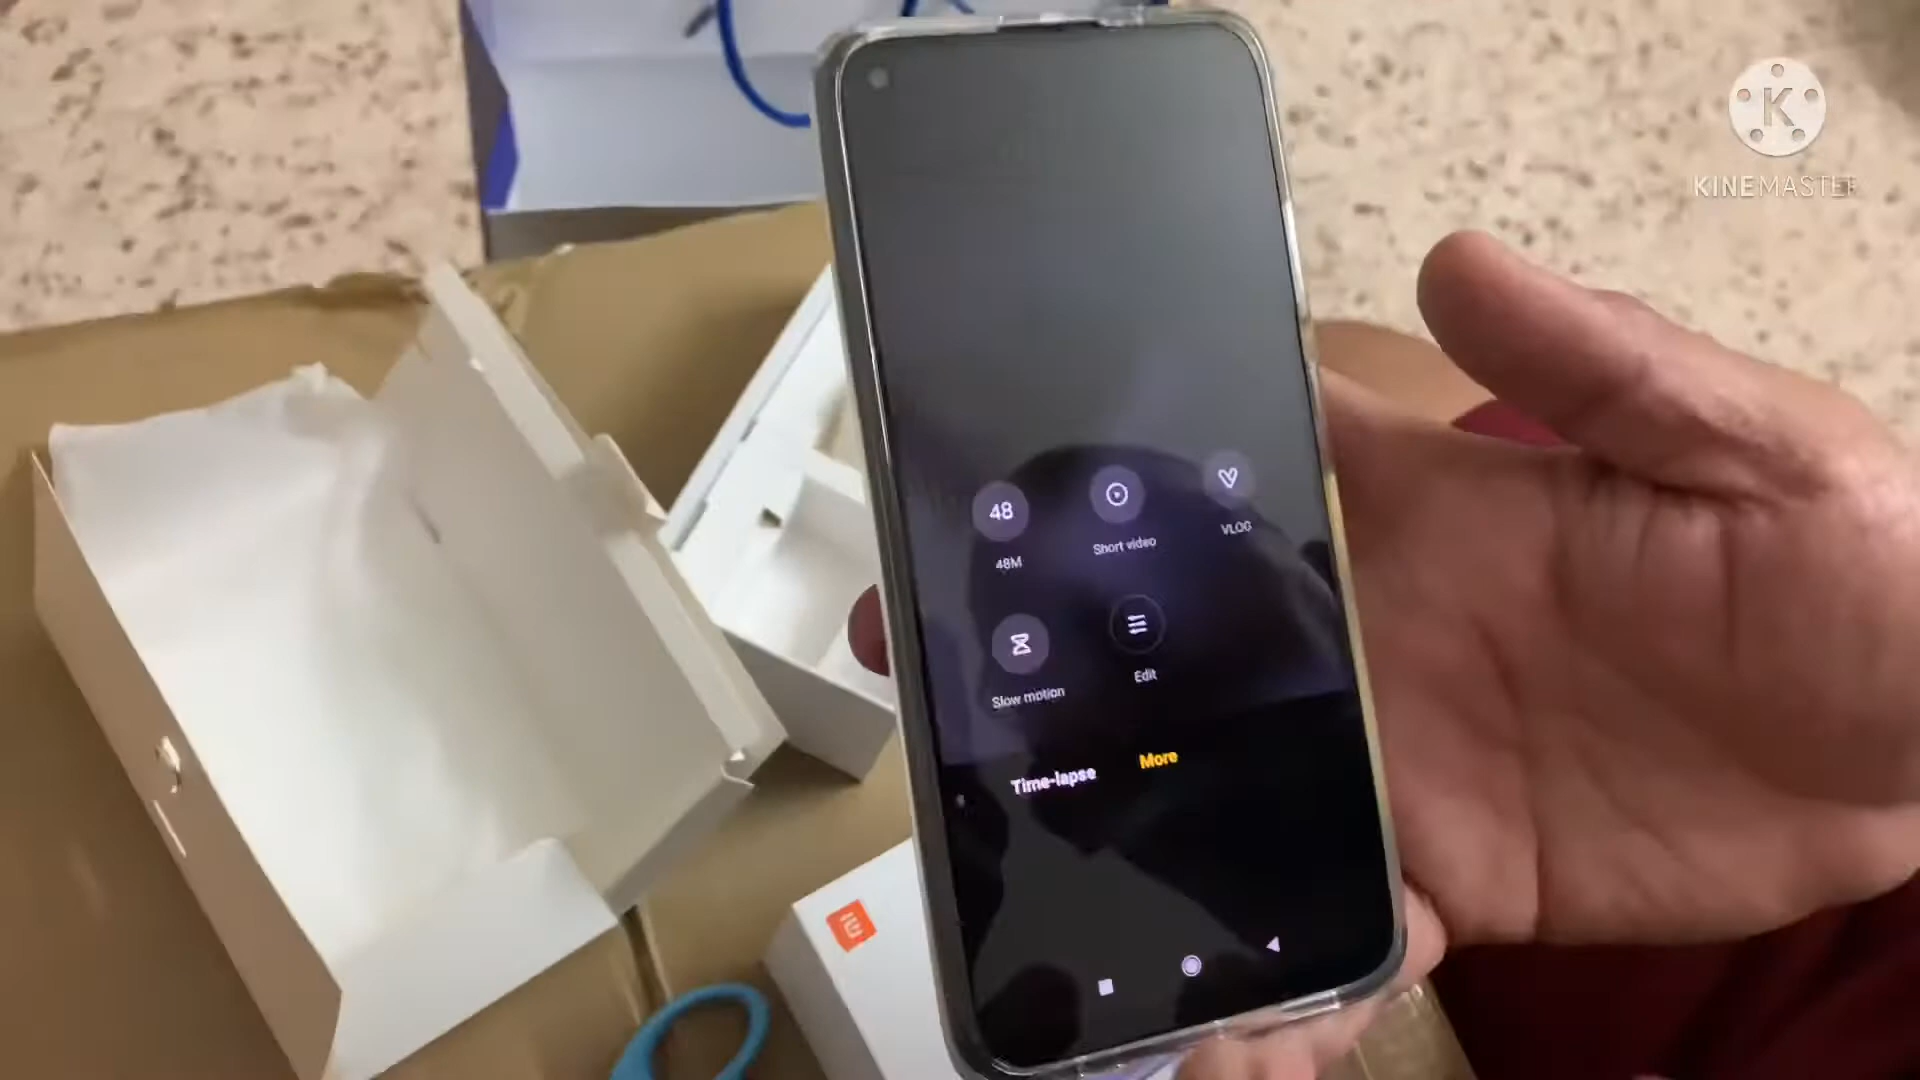 K
KINEMASTER
48
48M
Short video
VLOG
Slow motion
Edit
Time-lapse
More